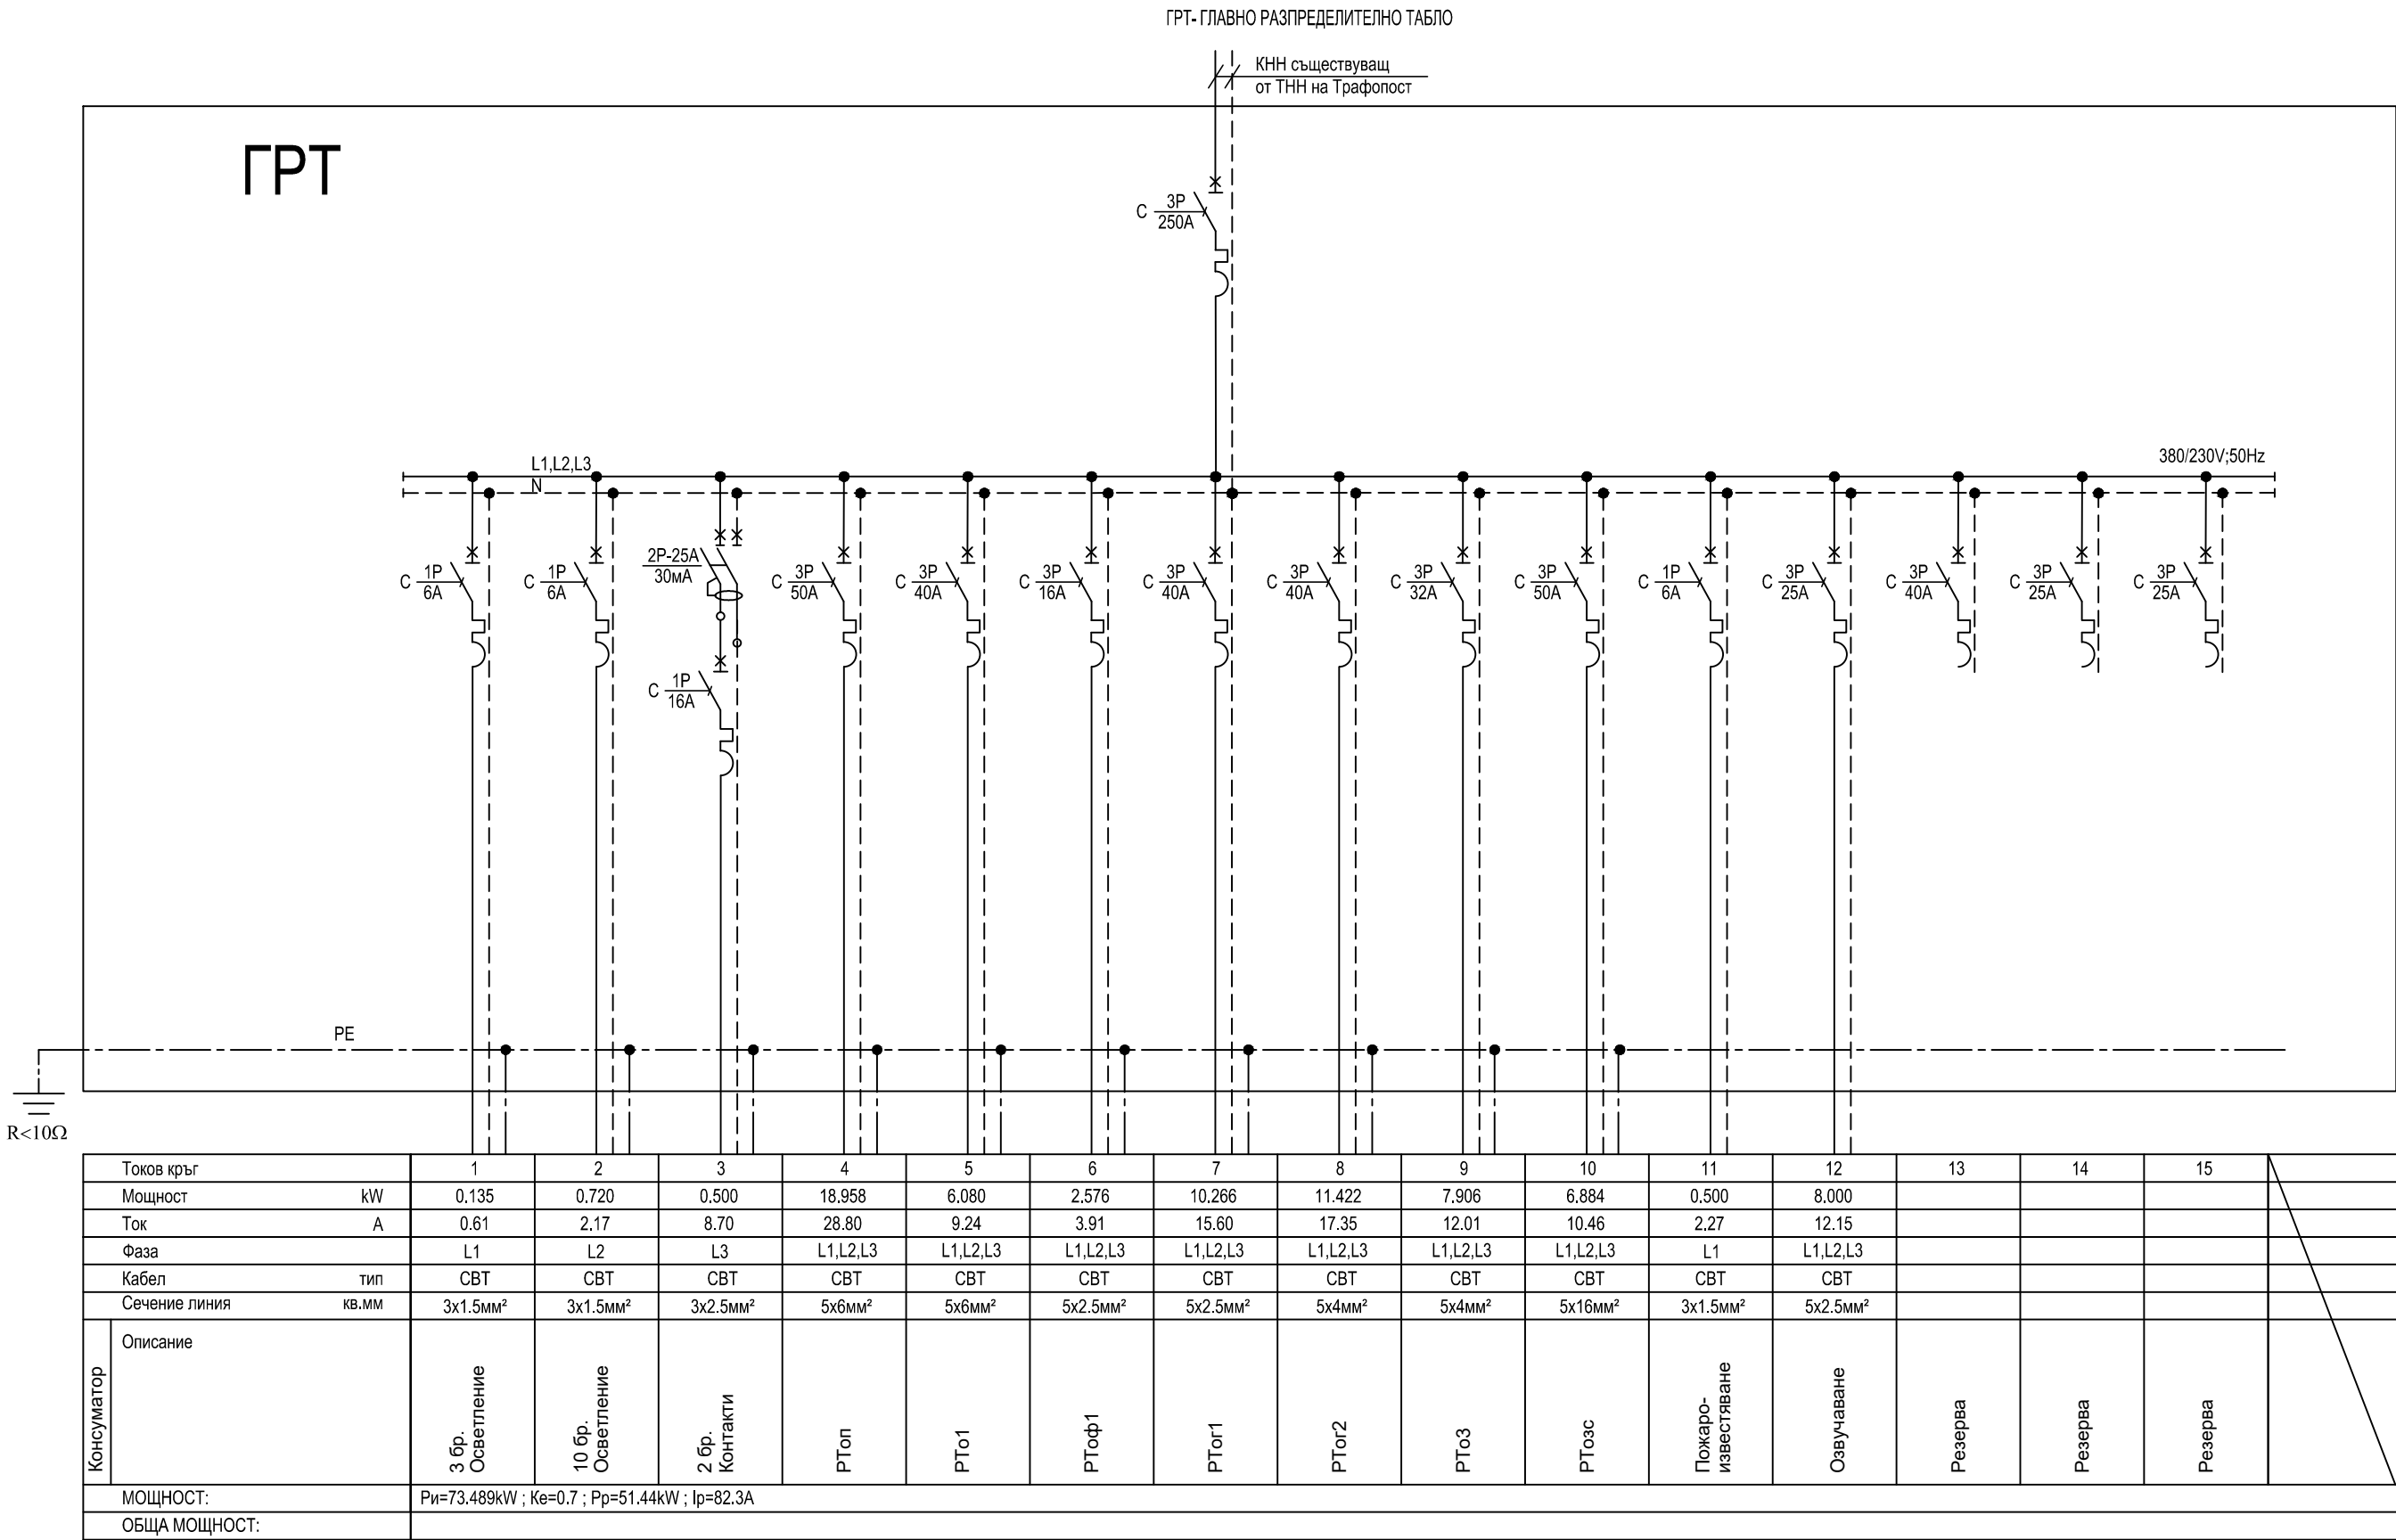 ГРТ- ГЛАВНО РАЗПРЕДЕЛИТЕЛНО ТАБЛО
КНН съществуващ
от ТНН на Трафопост
ГРТ
C 3P
250A
L1,L2,L3
N
380/230V;50Hz
C 1P
6A
C 1P
6A
2P-25A
30мА
C 1P
16A
C 3P
50A
C 3P
40A
C 3P
16A
C 3P
40A
C 3P
40A
C 3P
32A
C 3P
50A
C 1P
6A
C 3P
25A
C 3P
40A
C 3P
25A
C 3P
25A
PE
R<10Ω
Токов кръг 1 2 3 4 5 6 7 8 9 10 11 12 13 14 15
Мощност kW 0.135 0.720 0.500 18.958 6.080 2.576 10.266 11.422 7.906 6.884 0.500 8.000
Ток A 0.61 2.17 8.70 28.80 9.24 3.91 15.60 17.35 12.01 10.46 2.27 12.15
Фаза L1 L2 L3 L1,L2,L3 L1,L2,L3 L1,L2,L3 L1,L2,L3 L1,L2,L3 L1,L2,L3 L1,L2,L3 L1 L1,L2,L3
Кабел тип СВТ СВТ СВТ СВТ СВТ СВТ СВТ СВТ СВТ СВТ СВТ СВТ
Сечение линия кв.мм 3x1.5мм² 3x1.5мм² 3x2.5мм² 5x6мм² 5x6мм² 5x2.5мм² 5x2.5мм² 5x4мм² 5x4мм² 5x16мм² 3x1.5мм² 5x2.5мм²
Консуматор
Описание
3 бр.
Осветление
10 бр.
Осветление
2 бр.
Контакти
РТоп
РТо1
РТоф1
РТог1
РТог2
РТо3
РТозс
Пожаро-
известяване
Озвучаване
Резерва
Резерва
Резерва
МОЩНОСТ: Ри=73.489kW ; Ке=0.7 ; Рр=51.44kW ; Ip=82.3A
ОБЩА МОЩНОСТ: